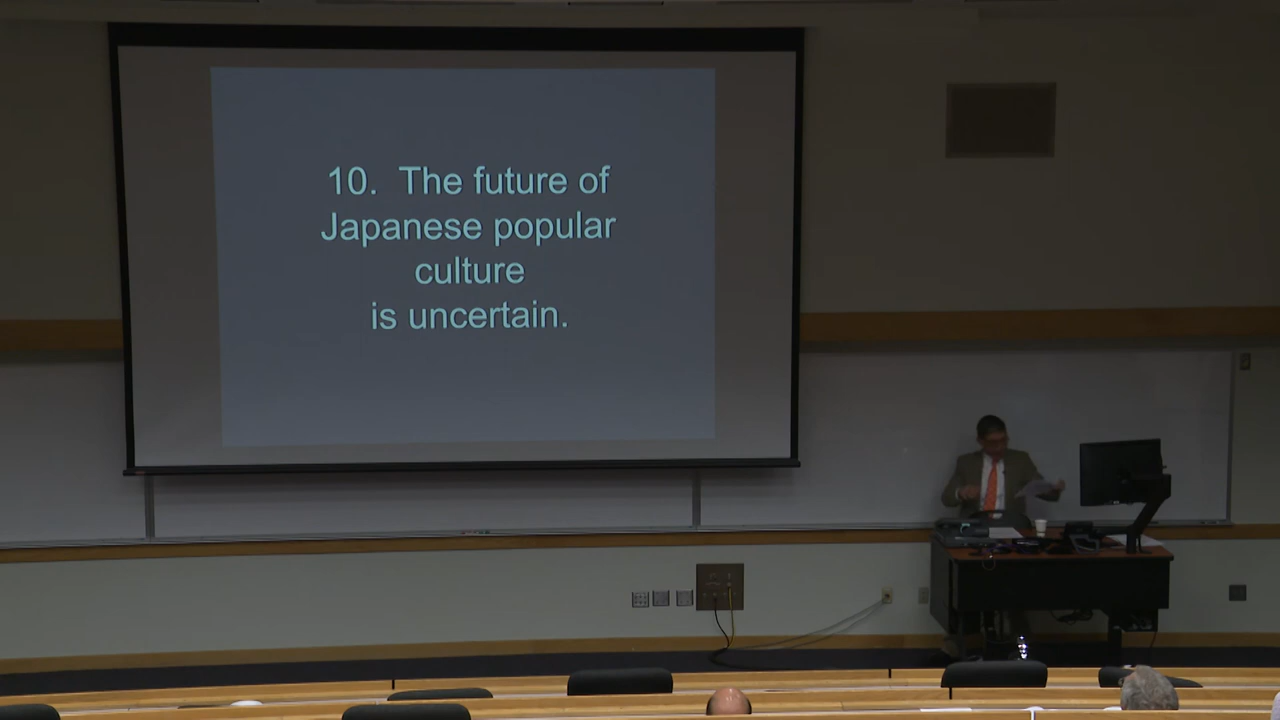 10. The future of
Japanese popular
culture
is uncertain.